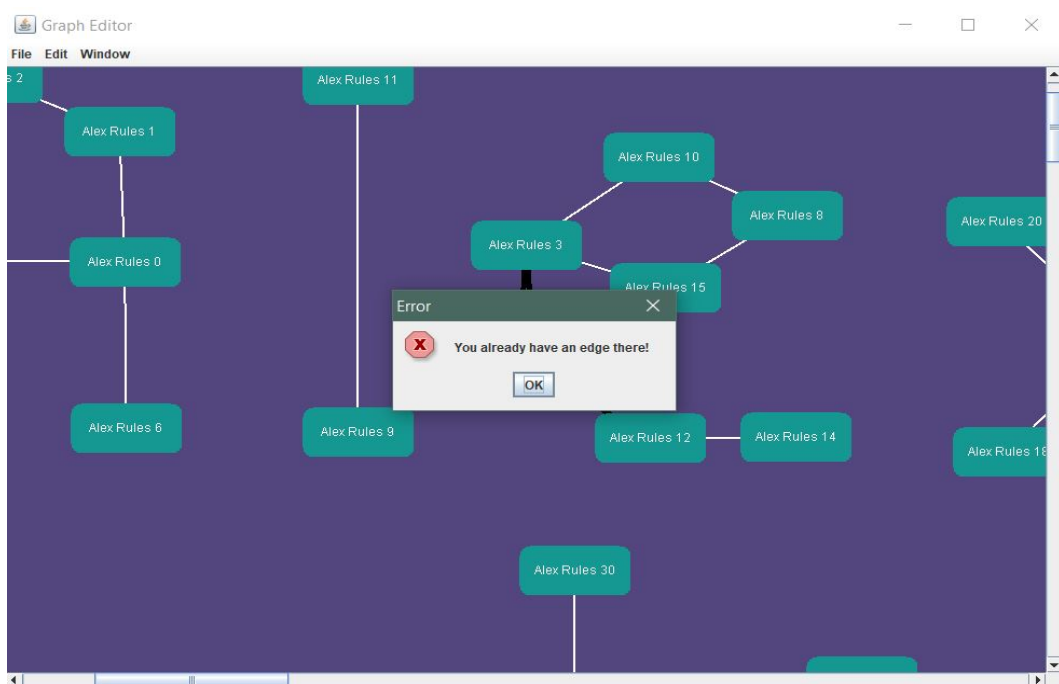 Graph Editor
File Edit Window
s 2
Alex Rules 11
Alex Rules 1
Alex Rules 10
Alex Rules 8
Alex Rules 20
Alex Rules 3
Alex Rules 0
Alex Rules 15
Error
X
You already have an edge there!
OK
Alex Rules 6
Alex Rules 9
Alex Rules 12
Alex Rules 14
Alex Rules 18
Alex Rules 30